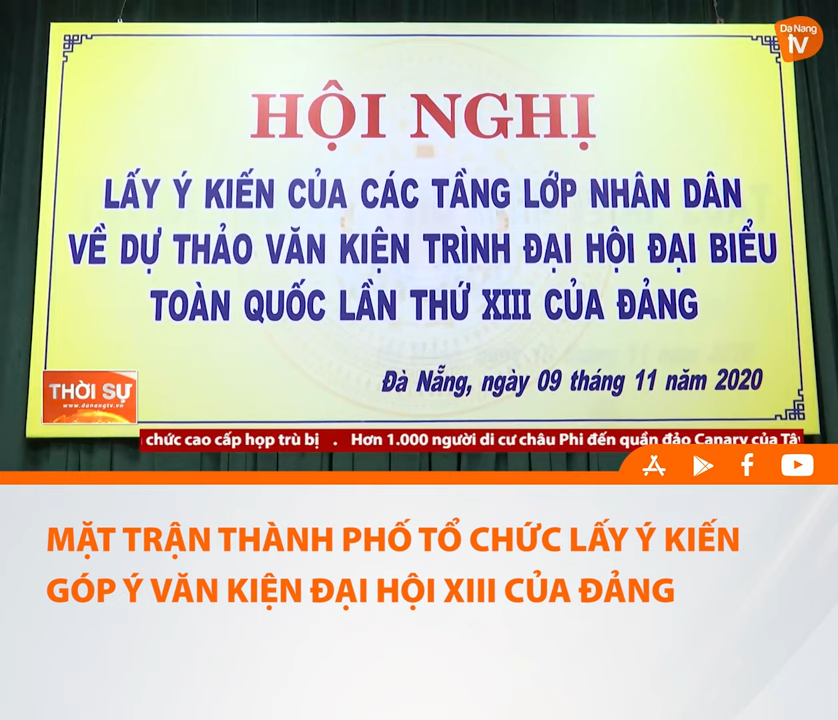 Da Nang
tv
HỘI NGHỊ
LẤY Ý KIẾN CỦA CÁC TẦNG LỚP NHÂN DÂN
VỀ DỰ THẢO VĂN KIỆN TRÌNH ĐẠI HỘI ĐẠI BIỂU
TOÀN QUỐC LẦN THỨ XIII CỦA ĐẢNG
Đà Nẵng, ngày 09 tháng 11 năm 2020
THỜI SỰ
www.danangtv.vn
chức cao cấp họp trù bị . Hơn 1.000 người di cư châu Phi đến quần đảo Canary của
MẶT TRẬN THÀNH PHỐ TỔ CHỨC LẤY Ý KIẾN
GÓP Ý VĂN KIỆN ĐẠI HỘI XIII CỦA ĐẢNG